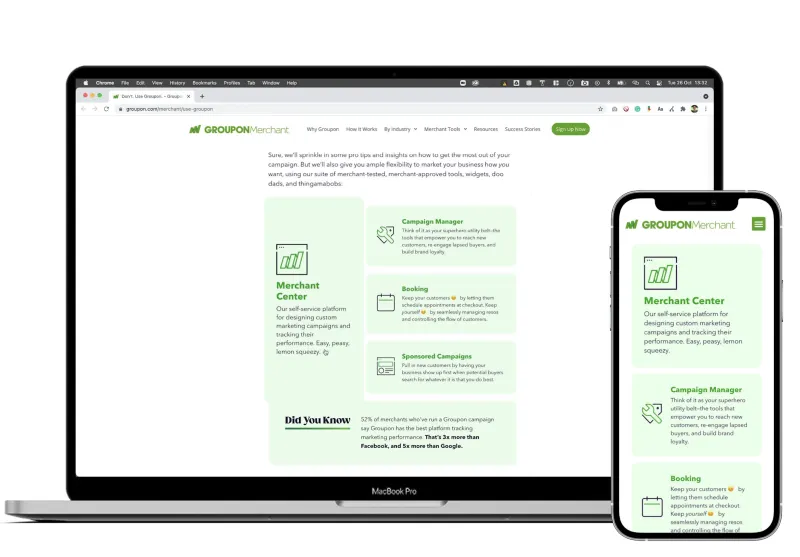 Chrome File Edit View History Bookmarks Profiles Tab Window Help
Tue 26 Oct 13:32
Don't. Use Groupon. – Groupon
groupon.com/merchant/use-groupon
GROUPONMerchant Why Groupon How It Works By Industry Merchant Tools Resources Success Stories Sign up Now
Sure, we'll sprinkle in some pro tips and insights on how to get the most out of your
campaign. But we'll also give you ample flexibility to market your business how you
want, using our suite of merchant-tested, merchant-approved tools, widgets, doo
dads, and thingamabobs:
Merchant
Center
Our self-service platform
for designing custom
marketing campaigns and
tracking their
performance. Easy, peasy,
lemon squeezy.
Campaign Manager
Think of it as your superhero utility belt–the
tools that empower you to reach new
customers, re-engage lapsed buyers, and
build brand loyalty.
Booking
Keep your customers 😊 by letting them
schedule appointments at checkout. Keep
yourself 😊 by seamlessly managing resos
and controlling the flow of customers.
Sponsored Campaigns
Pull in new customers by having your
business show up first when potential buyers
search for whatever it is that you do best.
Did You Know
52% of merchants who've run a Groupon campaign
say Groupon has the best platform tracking
marketing performance. That's 3x more than
Facebook, and 5x more than Google.
MacBook Pro
GROUPONMerchant
Merchant Center
Our self-service platform for
designing custom marketing
campaigns and tracking their
performance. Easy, peasy, lemon
squeezy.
Campaign Manager
Think of it as your superhero
utility belt–the tools that
empower you to reach new
customers, re-engage lapsed
buyers, and build brand
loyalty.
Booking
Keep your customers 😊 by
letting them schedule
appointments at checkout.
Keep yourself 😊 by
seamlessly managing resos
and controlling the flow of